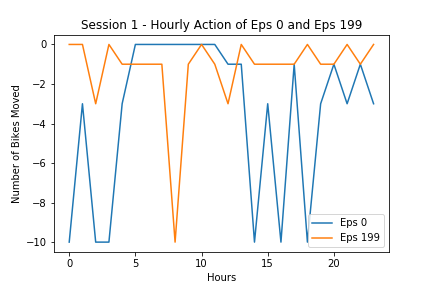 Session 1 - Hourly Action of Eps 0 and Eps 199
Number of Bikes Moved
0
−2
−4
−6
−8
−10
0
5
10
15
20
Hours
Eps 0
Eps 199